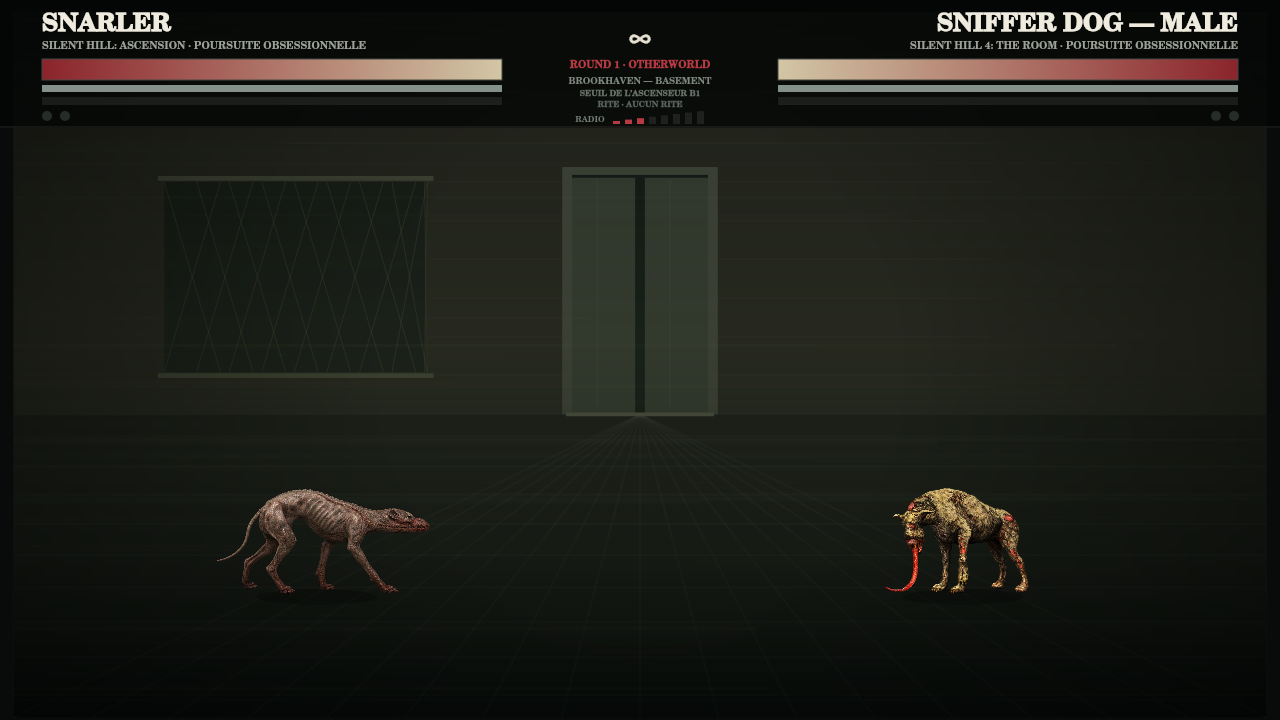 SNARLER
SILENT HILL: ASCENSION · POURSUITE OBSESSIONNELLE
∞
ROUND 1 · OTHERWORLD
BROOKHAVEN — BASEMENT
SEUIL DE L'ASCENSEUR B1
RITE · AUCUN RITE
RADIO
SNIFFER DOG — MALE
SILENT HILL 4: THE ROOM · POURSUITE OBSESSIONNELLE